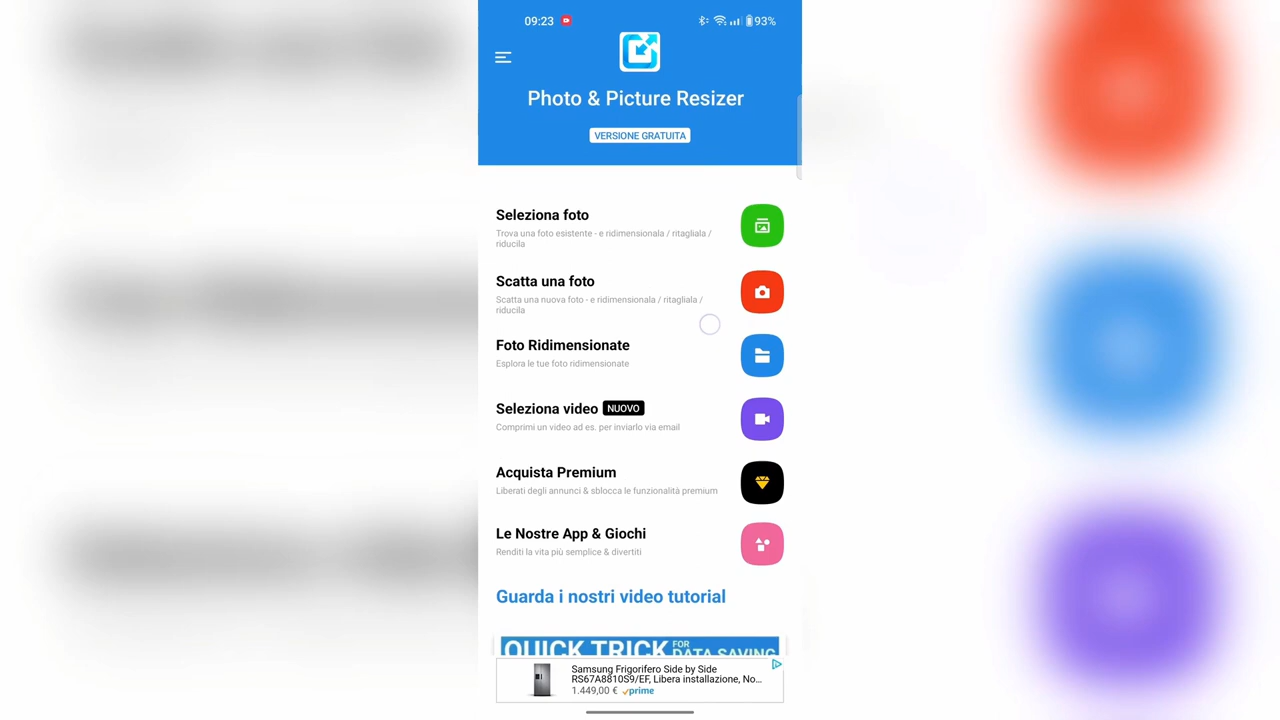 09:23
93%
Photo & Picture Resizer
VERSIONE GRATUITA
Seleziona foto
Trova una foto esistente - e ridimensionala / ritagliala /
riducila
Scatta una foto
Scatta una nuova foto - e ridimensionala / ritagliala /
riducila
Foto Ridimensionate
Esplora le tue foto ridimensionate
Seleziona video NUOVO
Comprimi un video ad es. per inviarlo via email
Acquista Premium
Liberati degli annunci & sblocca le funzionalità premium
Le Nostre App & Giochi
Renditi la vita più semplice & divertiti
Guarda i nostri video tutorial
QUICK TRICK FOR DATA SAVING
Samsung Frigorifero Side by Side
RS67A8810S9/EF, Libera installazione, No...
1.449,00 € prime